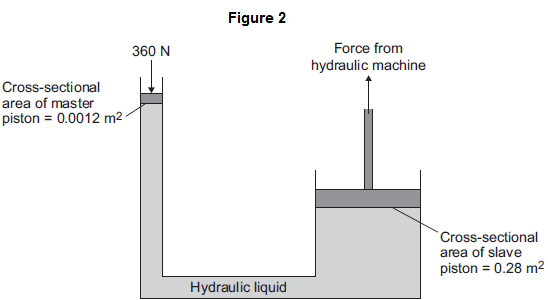 Figure 2
360 N
Force from
hydraulic machine
Cross-sectional
area of master
piston = 0.0012 m²
Cross-sectional
area of slave
piston = 0.28 m²
Hydraulic liquid